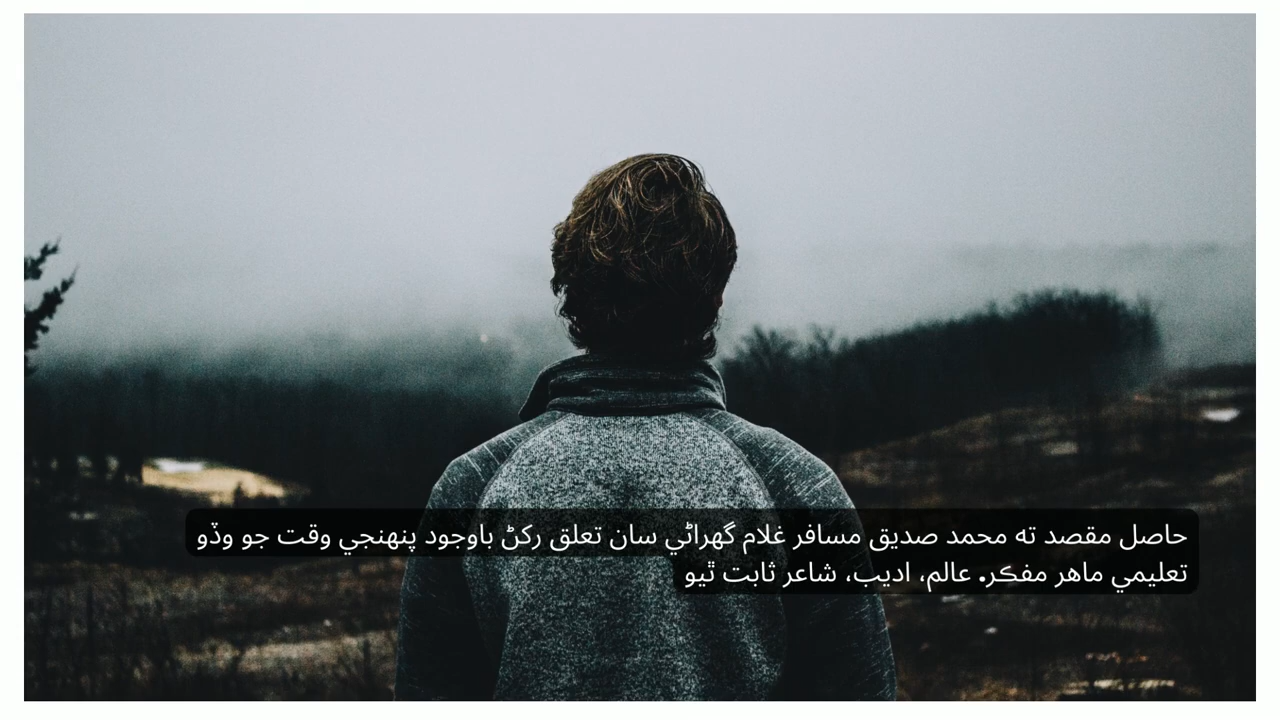 حاصل مقصد ته محمد صديق مسافر غلام گهراڻي سان تعلق رکڻ باوجود پنهنجي وقت جو وڏو
تعليمي ماهر مفڪر. عالم، اديب، شاعر ثابت ٿيو